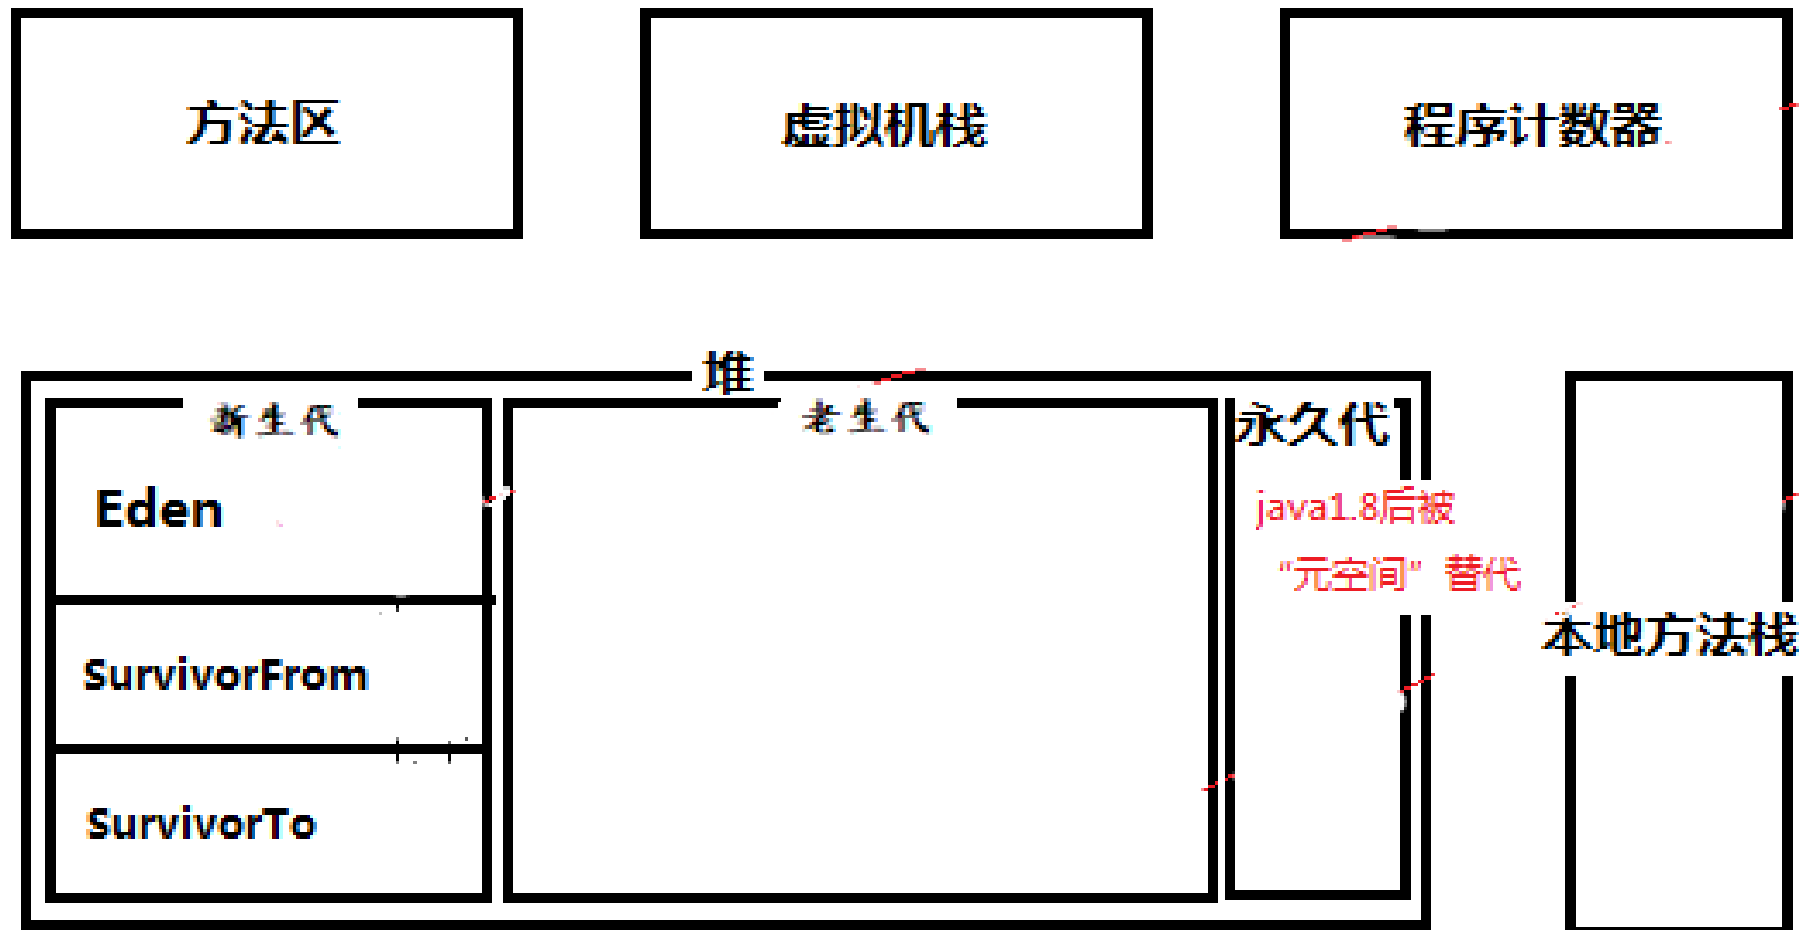 方法区
虚拟机栈
程序计数器
堆
新生代
老生代
永久代
Eden
java1.8后被
“元空间”替代
SurvivorFrom
本地方法栈
SurvivorTo